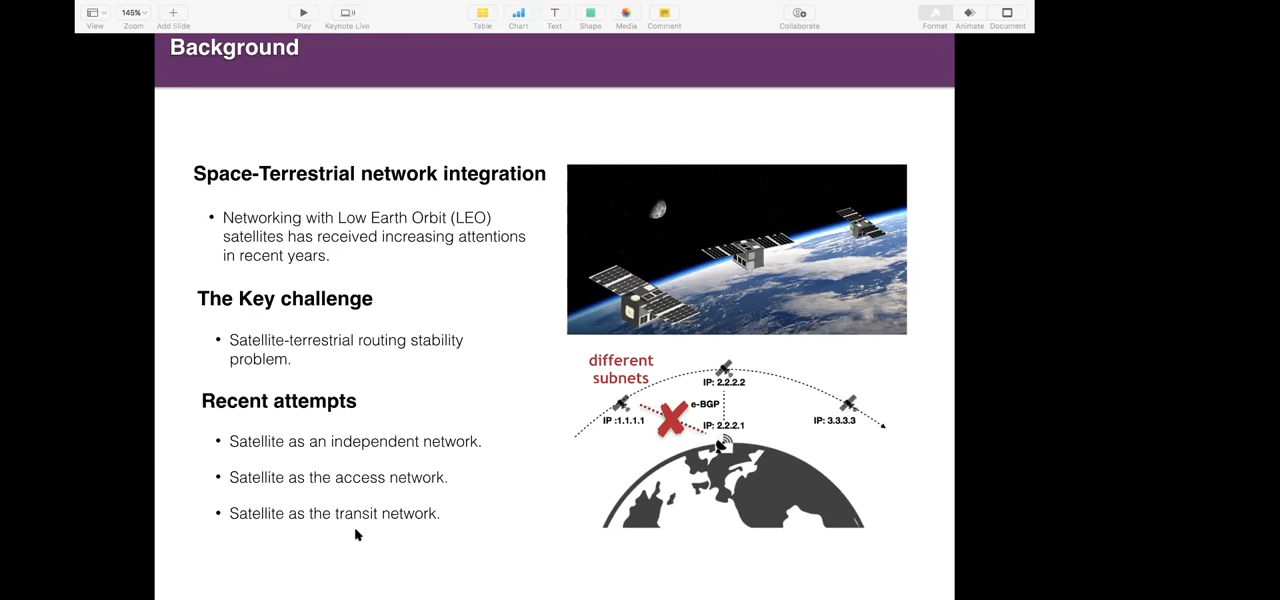 145%
View
Zoom
Add Slide
Play
Keynote Live
Table
Chart
Text
Shape
Media
Comment
Collaborate
Format
Animate
Document
Background
Space-Terrestrial network integration
• Networking with Low Earth Orbit (LEO)
satellites has received increasing attentions
in recent years.
The Key challenge
• Satellite-terrestrial routing stability
problem.
Recent attempts
• Satellite as an independent network.
• Satellite as the access network.
• Satellite as the transit network.
different
subnets
IP: 2.2.2.2
e-BGP
IP :1.1.1.1
IP: 2.2.2.1
IP: 3.3.3.3